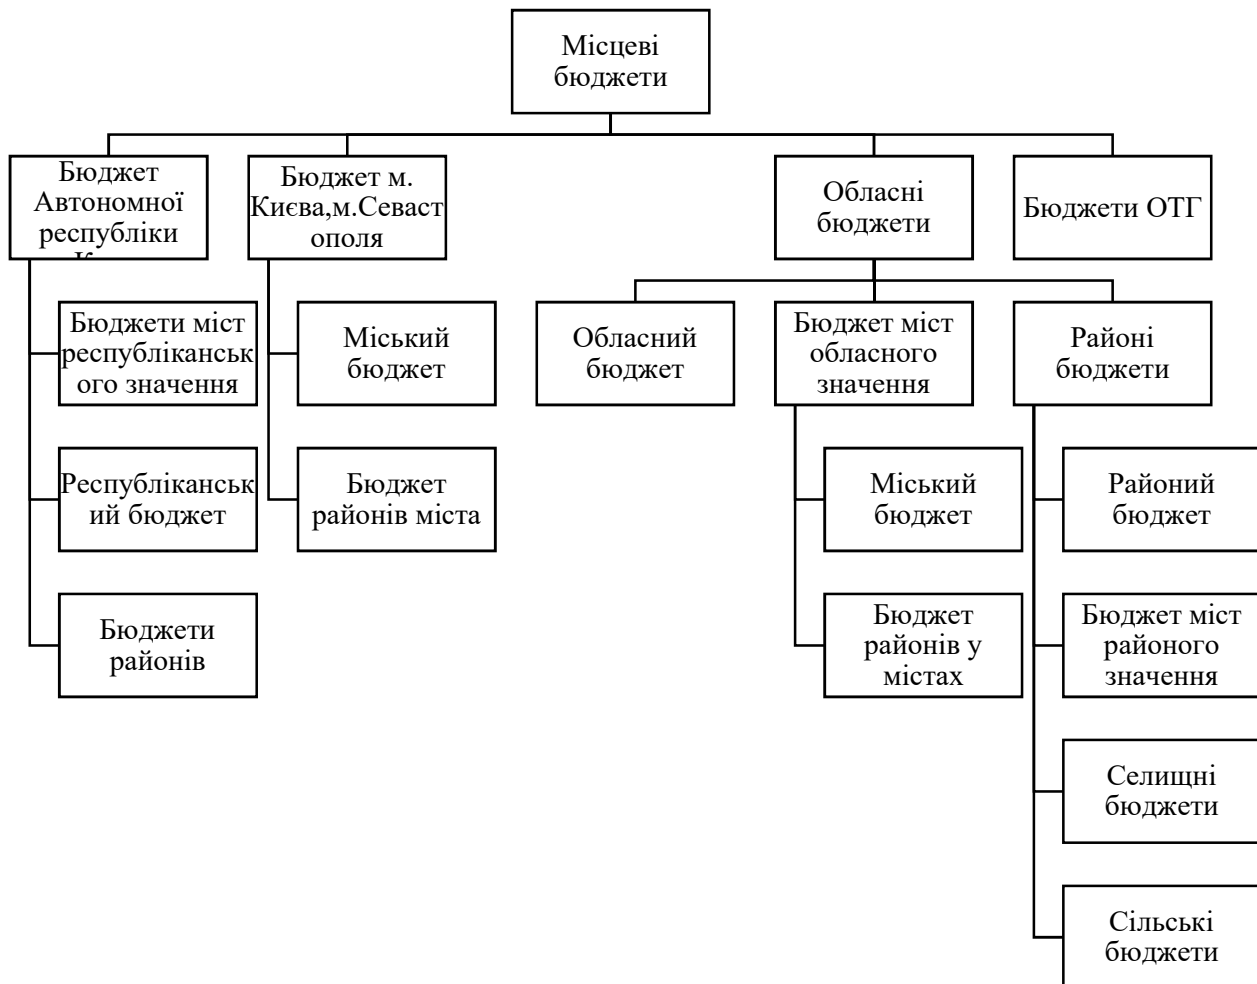 Місцеві
бюджети
Бюджет
Автономної
республіки
Бюджет м.
Києва,м.Севаст
ополя
Обласні
бюджети
Бюджети ОТГ
Бюджети міст
республіканськ
ого значення
Міський
бюджет
Обласний
бюджет
Бюджет міст
обласного
значення
Районі
бюджети
Республіканськ
ий бюджет
Бюджет
районів міста
Міський
бюджет
Районий
бюджет
Бюджети
районів
Бюджет
районів у
містах
Бюджет міст
районого
значення
Селищні
бюджети
Сільські
бюджети